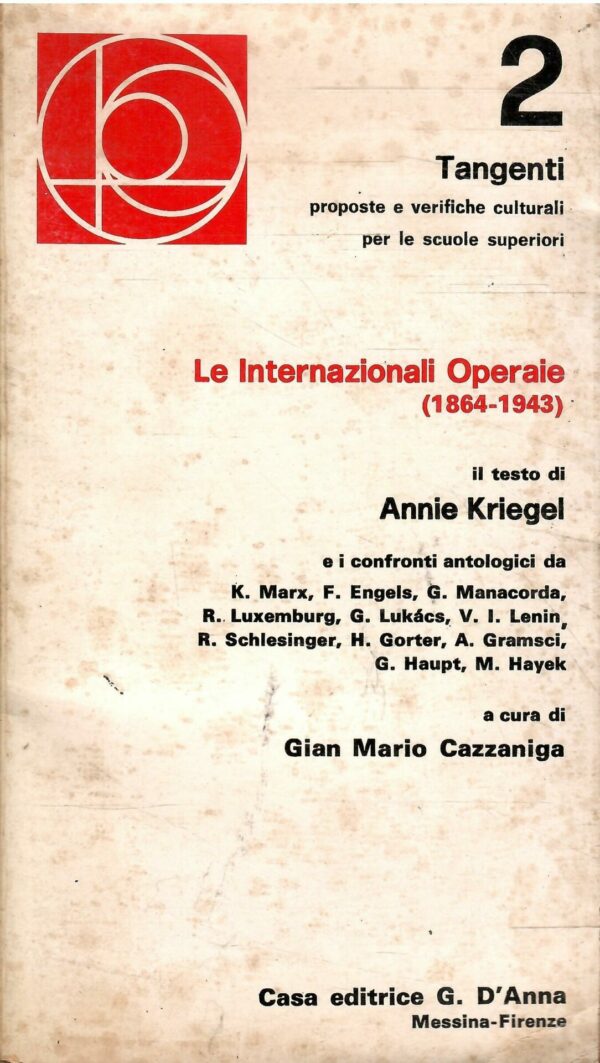 2
Tangenti
proposte e verifiche culturali
per le scuole superiori
Le Internazionali Operaie
(1864-1943)
il testo di
Annie Kriegel
e i confronti antologici da
K. Marx, F. Engels, G. Manacorda,
R. Luxemburg, G. Lukács, V. I. Lenin,
R. Schlesinger, H. Gorter, A. Gramsci,
G. Haupt, M. Hayek
a cura di
Gian Mario Cazzaniga
Casa editrice G. D'Anna
Messina-Firenze